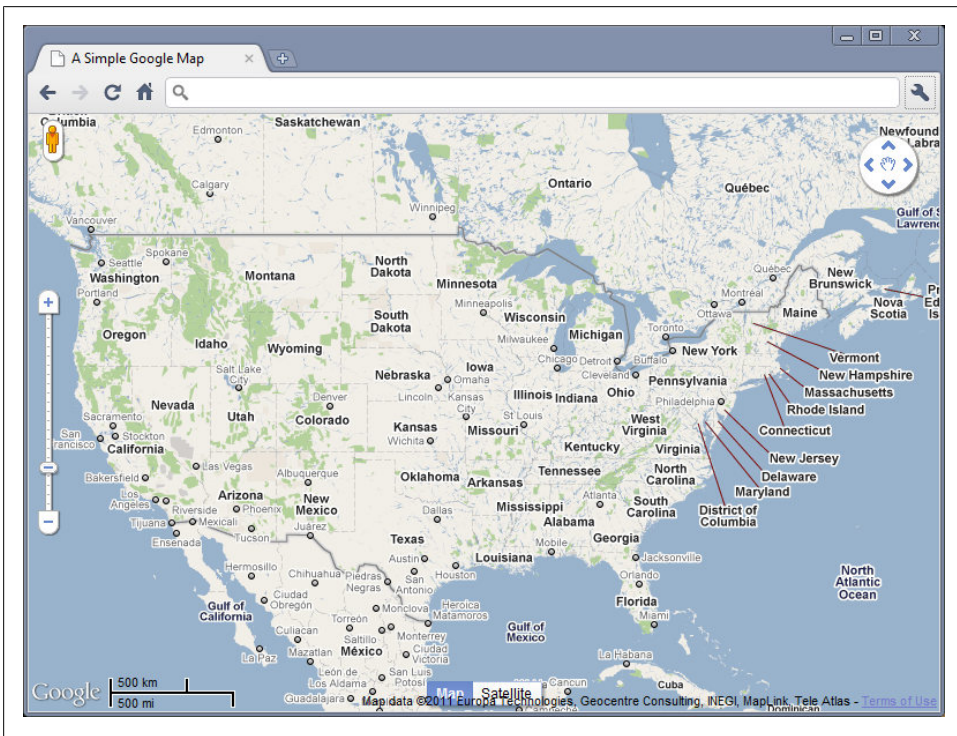 A Simple Google Map
Columbia
Edmonton
Saskatchewan
Newfound
Labra
Calgary
Ontario
Québec
Winnipeg
Gulf of S
Lawrenc
Vancouver
Seattle
Spokane
Washington
Montana
North
Dakota
Minnesota
Québec
New
Brunswick
Portland
Minneapolis
Montréal
Ottawa
Maine
Nova
Scotia
Pr
Ed
Is
Oregon
Idaho
South
Dakota
Wisconsin
Michigan
Toronto
Wyoming
Milwaukee
New York
Vermont
Salt Lake
City
Iowa
Chicago
Detroit
Buffalo
New Hampshire
Nebraska
Omaha
Cleveland
Pennsylvania
Massachusetts
Nevada
Utah
Denver
Colorado
Lincoln
Kansas
City
Illinois
Indiana
Ohio
Philadelphia
Rhode Island
Sacramento
Stockton
San
Francisco
California
Kansas
Wichita
St Louis
Missouri
West
Virginia
Connecticut
Kentucky
Virginia
New Jersey
Las Vegas
Bakersfield
Albuquerque
Oklahoma
Arkansas
Tennessee
North
Carolina
Delaware
Los
Angeles
Arizona
New
Mexico
Atlanta
Maryland
Riverside
Phoenix
Dallas
Mississippi
Alabama
South
Carolina
District of
Columbia
Tijuana
Mexicali
Tucson
Juárez
Georgia
Ensenada
Texas
Mobile
Louisiana
Jacksonville
Hermosillo
Austin
Houston
San
Antonio
Chihuahua
Piedras
Negras
Orlando
North
Atlantic
Ocean
Ciudad
Obregón
Gulf of
California
Monclova
Heroica
Matamoros
Florida
Torreón
Miami
Culiacan
Saltillo
Monterrey
Gulf of
Mexico
La Paz
Mazatlan
México
Ciudad
Victoria
La Habana
León de
Los Aldama
San Luis
Potosí
Cancun
Cuba
Guadalajara
Campeche
Dominican
Google
500 km
500 mi
Map
Satellite
Map data ©2011 Europa Technologies, Geocentre Consulting, INEGI, MapLink, Tele Atlas - Terms of Use